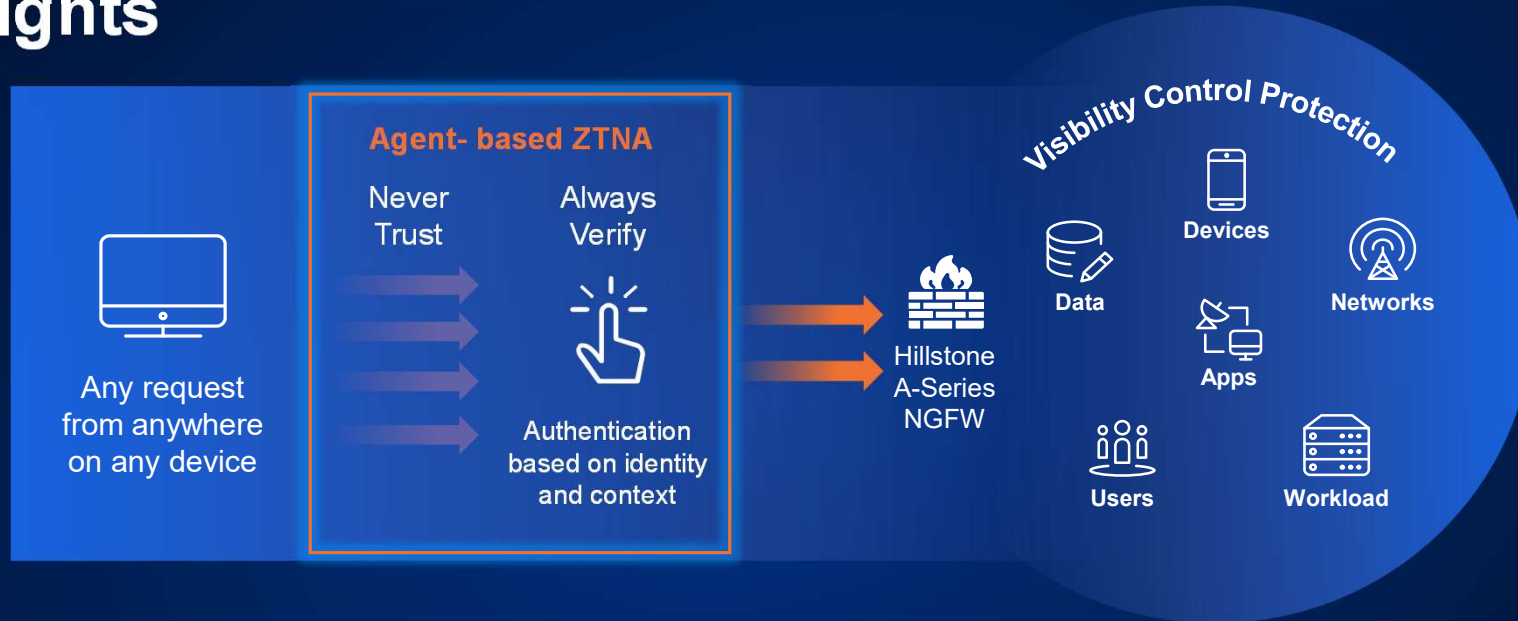 Agent- based ZTNA
Never
Trust
Always
Verify
Authentication
based on identity
and context
Any request
from anywhere
on any device
Hillstone
A-Series
NGFW
Visibility Control Protection
Devices
Data
Networks
Apps
Users
Workload